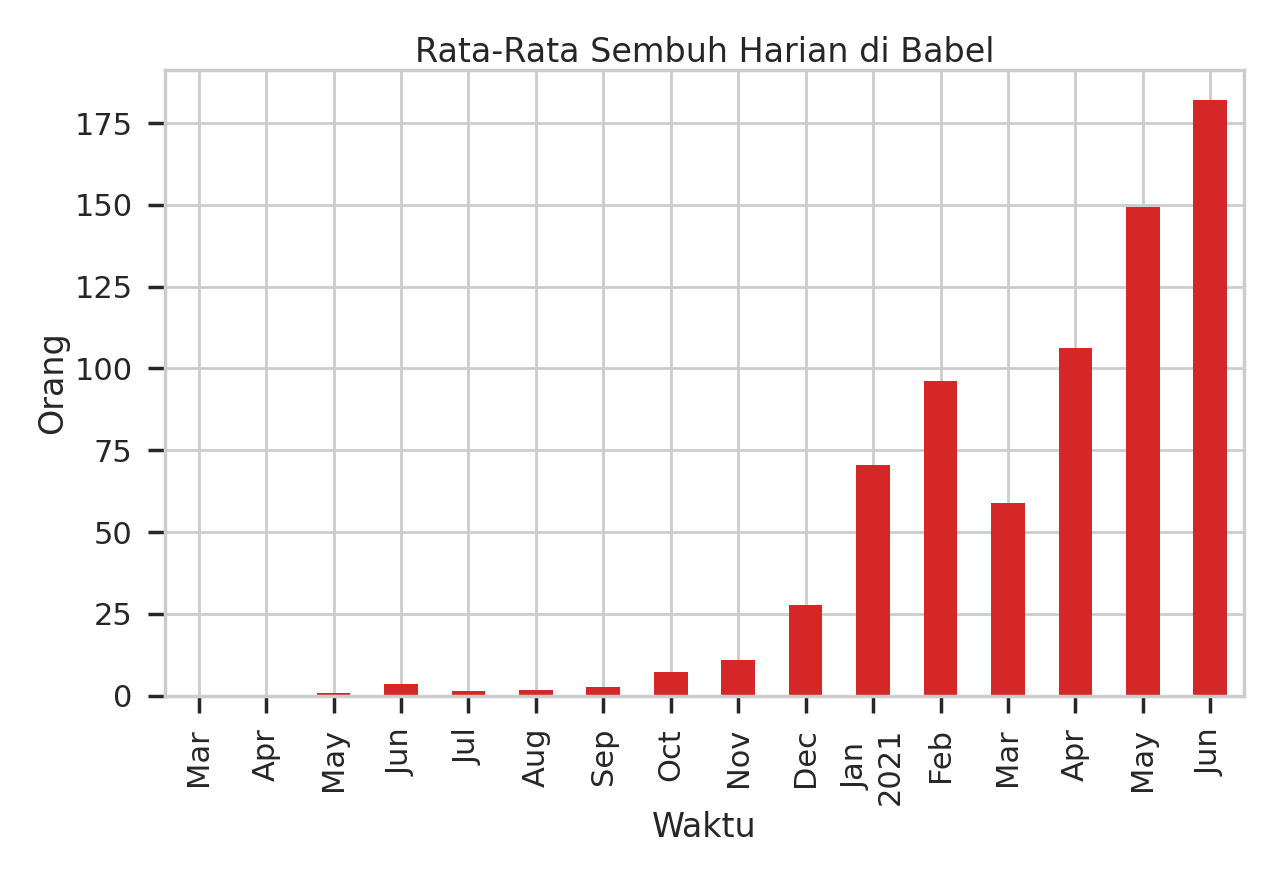 Rata-Rata Sembuh Harian di Babel
175
150
125
100
75
50
25
0
Orang
Mar
Apr
May
Jun
Jul
Aug
Sep
Oct
Nov
Dec
Jan
2021
Feb
Mar
Apr
May
Jun
Waktu